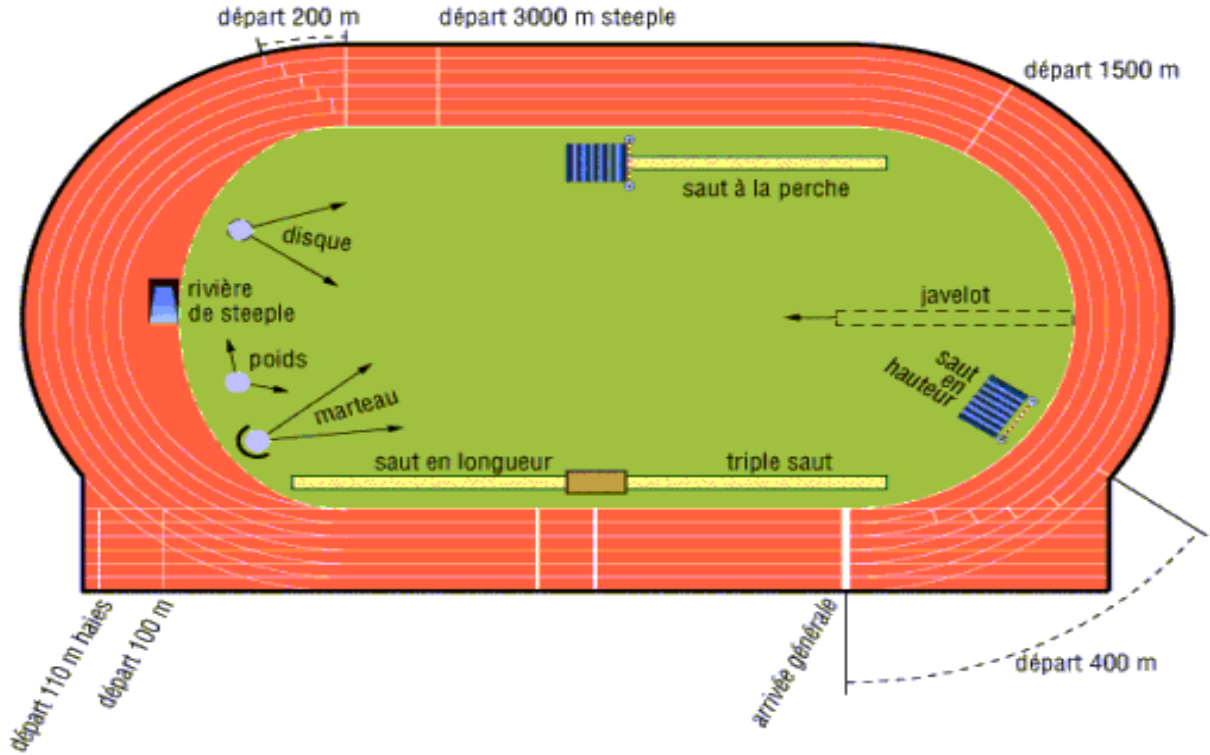 départ 200 m
départ 3000 m steeple
départ 1500 m
saut à la perche
disque
rivière
de steeple
javelot
poids
saut
en
hauteur
marteau
saut en longueur
triple saut
départ 110 m haies
départ 100 m
arrivée générale
départ 400 m